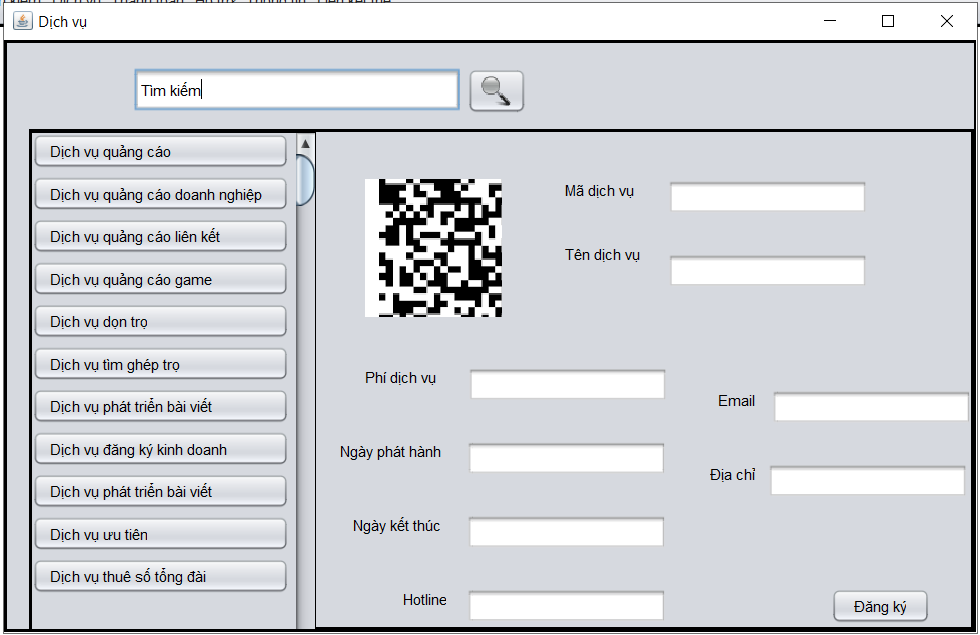 Dịch vụ
Tìm kiếm
Dịch vụ quảng cáo
Dịch vụ quảng cáo doanh nghiệp
Dịch vụ quảng cáo liên kết
Dịch vụ quảng cáo game
Dịch vụ dọn trọ
Dịch vụ tìm ghép trọ
Dịch vụ phát triển bài viết
Dịch vụ đăng ký kinh doanh
Dịch vụ phát triển bài viết
Dịch vụ ưu tiên
Dịch vụ thuê số tổng đài
Mã dịch vụ
Tên dịch vụ
Phí dịch vụ
Email
Ngày phát hành
Địa chỉ
Ngày kết thúc
Hotline
Đăng ký